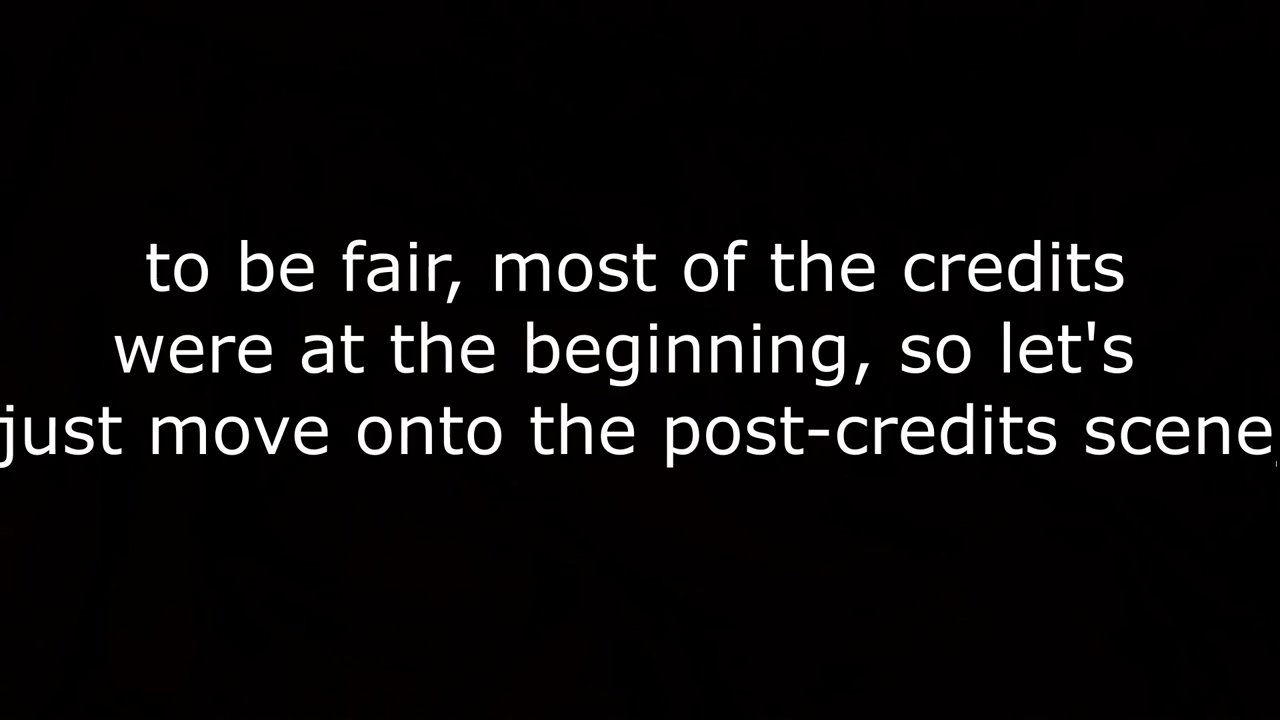 to be fair, most of the credits
were at the beginning, so let's
just move onto the post-credits scene,